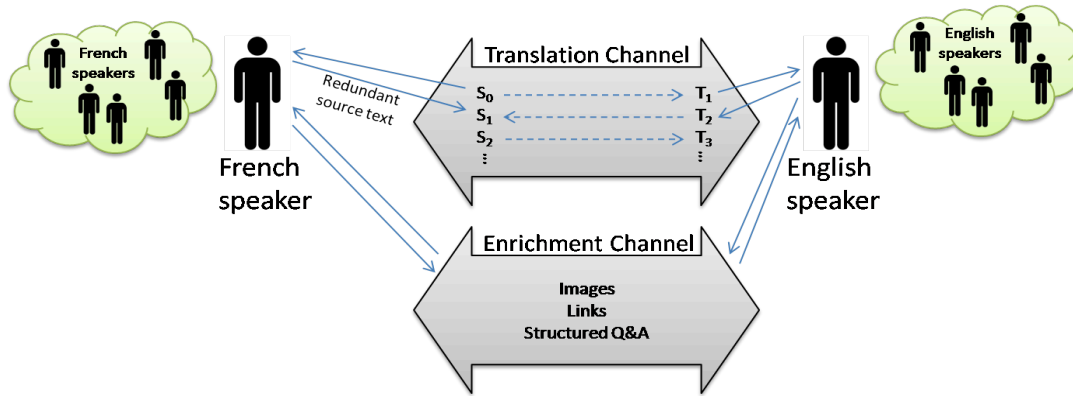 French
speakers
Redundant
source text
French
speaker
Translation Channel
S₀ T₁
S₁ T₂
S₂ T₃
⋮ ⋮
English
speaker
English
speakers
Enrichment Channel
Images
Links
Structured Q&A